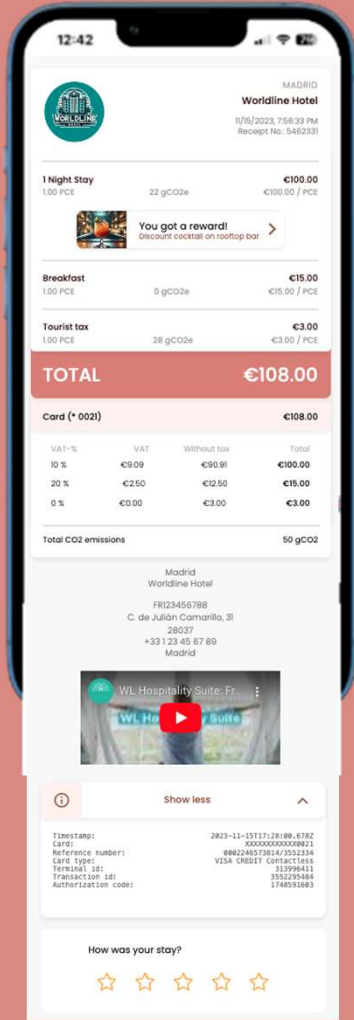 12:42
WORLDLINE
HOTEL
MADRID
Worldline Hotel
11/15/2023, 7:56:33 PM
Receipt No.: 5462331
1 Night Stay €100.00
1.00 PCE 22 gCO2e €100.00 / PCE
You got a reward!
Discount cocktail on rooftop bar
Breakfast €15.00
1.00 PCE 0 gCO2e €15.00 / PCE
Tourist tax €3.00
1.00 PCE 28 gCO2e €3.00 / PCE
TOTAL €108.00
Card (* 0021) €108.00
VAT-% VAT Without tax Total
10 % €9.09 €90.91 €100.00
20 % €2.50 €12.50 €15.00
0 % €0.00 €3.00 €3.00
Total CO2 emissions 50 gCO2
Madrid
Worldline Hotel
FR123456788
C. de Julián Camarillo, 31
28037
+33 1 23 45 67 89
Madrid
WL Hospitality Suite: Fr...
WL Ho y Suite
Show less
Timestamp: 2023-11-15T17:28:00.678Z
Card: XXXXXXXXXXXX0021
Reference number: 0002246573814/3552334
Card type: VISA CREDIT Contactless
Terminal id: 313996411
Transaction id: 3552295484
Authorization code: 1748591603
How was your stay?